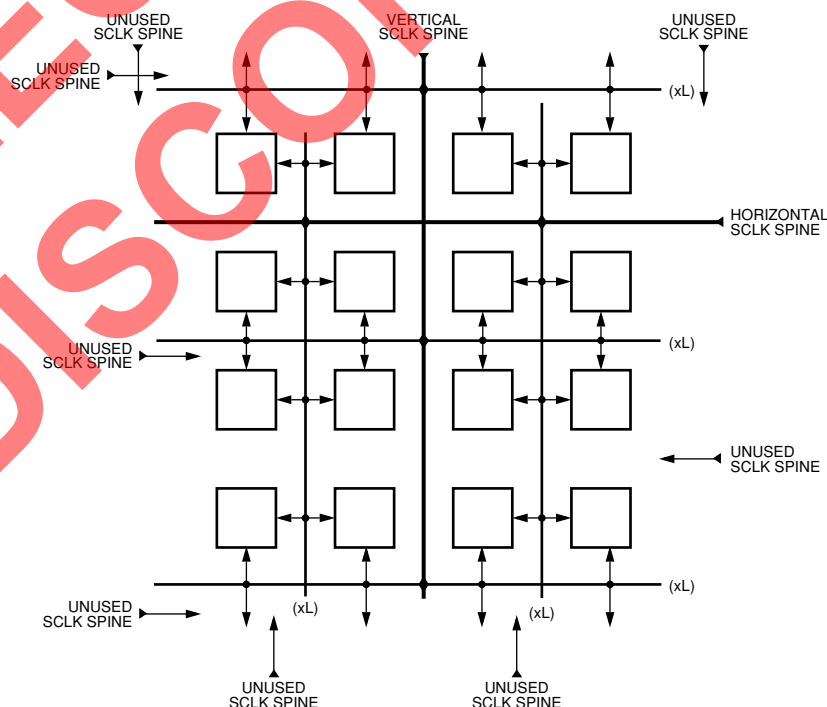 UNUSED
SCLK SPINE
VERTICAL
SCLK SPINE
UNUSED
SCLK SPINE
UNUSED
SCLK SPINE
(xL)
HORIZONTAL
SCLK SPINE
UNUSED
SCLK SPINE
(xL)
UNUSED
SCLK SPINE
UNUSED
SCLK SPINE
(xL)
(xL)
(xL)
UNUSED
SCLK SPINE
UNUSED
SCLK SPINE
DISCO